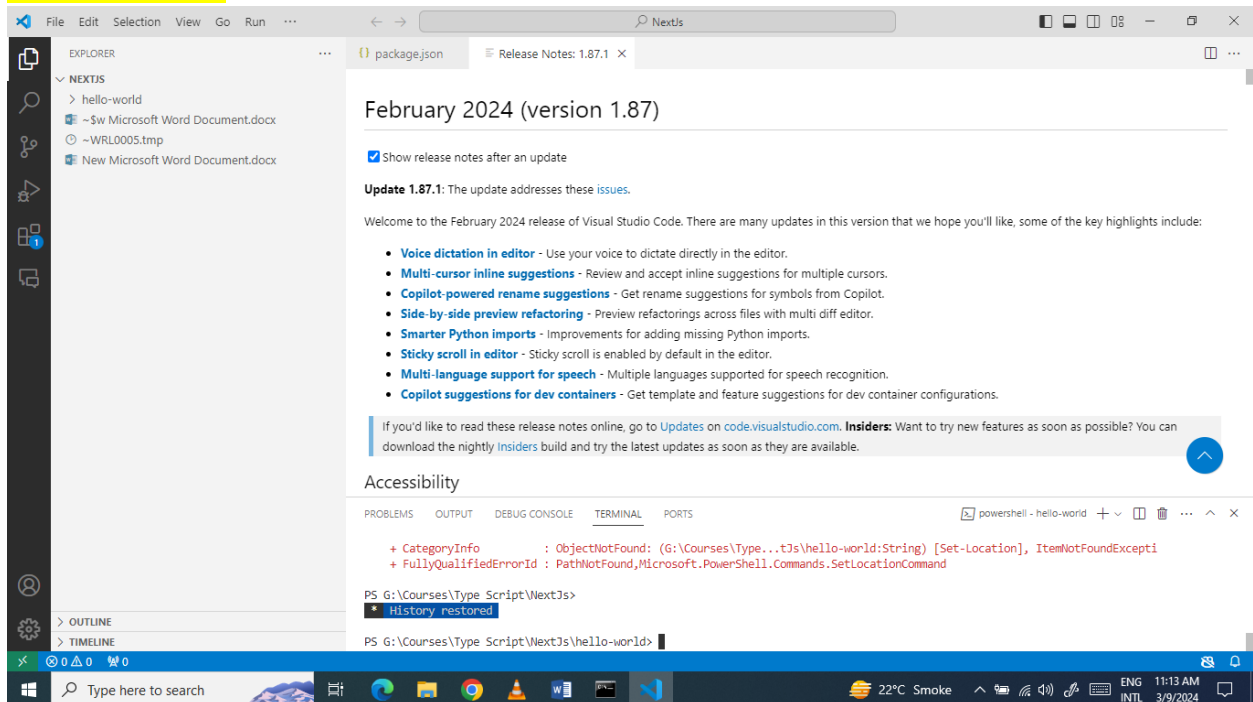 File Edit Selection View Go Run ···
NextJs
EXPLORER ···
package.json
Release Notes: 1.87.1
NEXTJS
hello-world
~$w Microsoft Word Document.docx
~WRL0005.tmp
New Microsoft Word Document.docx
February 2024 (version 1.87)
Show release notes after an update
Update 1.87.1: The update addresses these issues.
Welcome to the February 2024 release of Visual Studio Code. There are many updates in this version that we hope you'll like, some of the key highlights include:
• Voice dictation in editor - Use your voice to dictate directly in the editor.
• Multi-cursor inline suggestions - Review and accept inline suggestions for multiple cursors.
• Copilot-powered rename suggestions - Get rename suggestions for symbols from Copilot.
• Side-by-side preview refactoring - Preview refactorings across files with multi diff editor.
• Smarter Python imports - Improvements for adding missing Python imports.
• Sticky scroll in editor - Sticky scroll is enabled by default in the editor.
• Multi-language support for speech - Multiple languages supported for speech recognition.
• Copilot suggestions for dev containers - Get template and feature suggestions for dev container configurations.
If you'd like to read these release notes online, go to Updates on code.visualstudio.com. Insiders: Want to try new features as soon as possible? You can
download the nightly Insiders build and try the latest updates as soon as they are available.
Accessibility
PROBLEMS OUTPUT DEBUG CONSOLE TERMINAL PORTS
powershell - hello-world
+ CategoryInfo : ObjectNotFound: (G:\Courses\Type...tJs\hello-world:String) [Set-Location], ItemNotFoundExcepti
+ FullyQualifiedErrorId : PathNotFound,Microsoft.PowerShell.Commands.SetLocationCommand
PS G:\Courses\Type Script\NextJs>
* History restored
PS G:\Courses\Type Script\NextJs\hello-world>
1
OUTLINE
TIMELINE
0 0 0
Type here to search
22°C Smoke
ENG
INTL
11:13 AM
3/9/2024